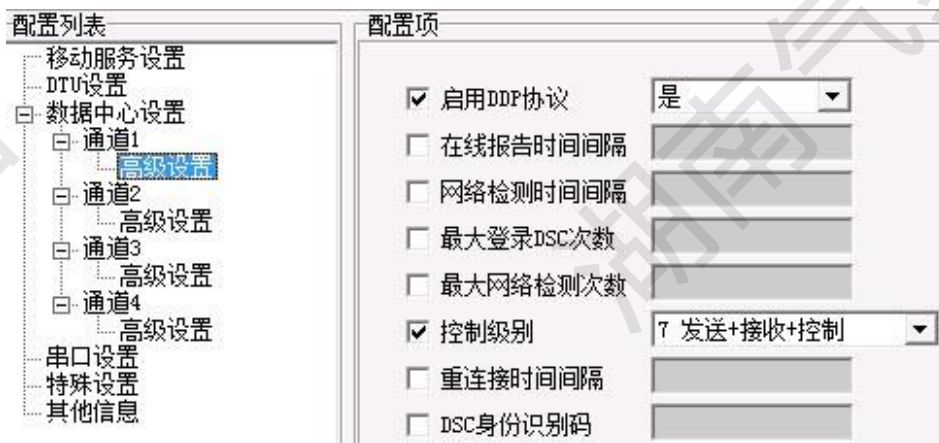 配置列表
移动服务设置
DTU设置
数据中心设置
通道1
高级设置
通道2
高级设置
通道3
高级设置
通道4
高级设置
串口设置
特殊设置
其他信息
配置项
启用DDP协议 是
在线报告时间间隔
网络检测时间间隔
最大登录DSC次数
最大网络检测次数
控制级别 7 发送+接收+控制
重连接时间间隔
DSC身份识别码
湖南气